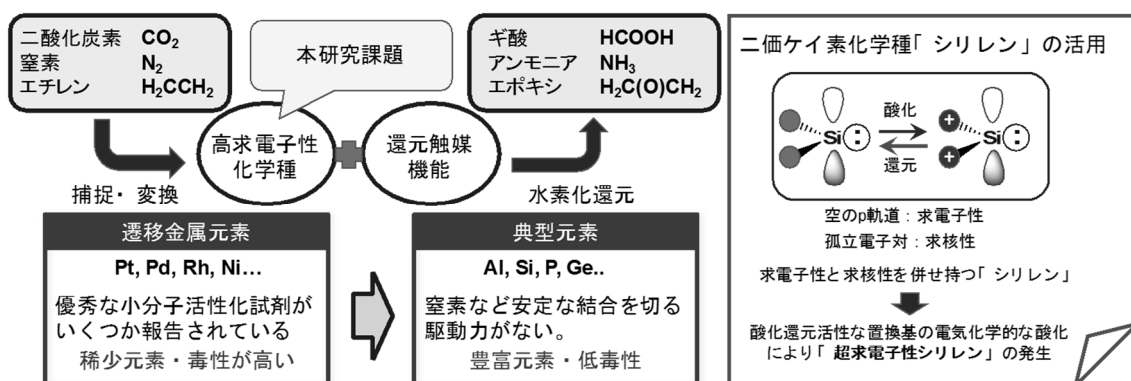 二酸化炭素 CO2
窒素 N2
エチレン H2CCH2
本研究課題
ギ酸 HCOOH
アンモニア NH3
エポキシ H2C(O)CH2
高求電子性
化学種
還元触媒
機能
捕捉・変換
水素化還元
遷移金属元素
Pt, Pd, Rh, Ni...
優秀な小分子活性化試剤が
いくつか報告されている
稀少元素・毒性が高い
典型元素
Al, Si, P, Ge..
窒素など安定な結合を切る
駆動力がない。
豊富元素・低毒性
二価ケイ素化学種「シリレン」の活用
Si
酸化
還元
+
+
Si
空のp軌道：求電子性
孤立電子対：求核性
求電子性と求核性を併せ持つ「シリレン」
酸化還元活性な置換基の電気化学的な酸化
により「超求電子性シリレン」の発生